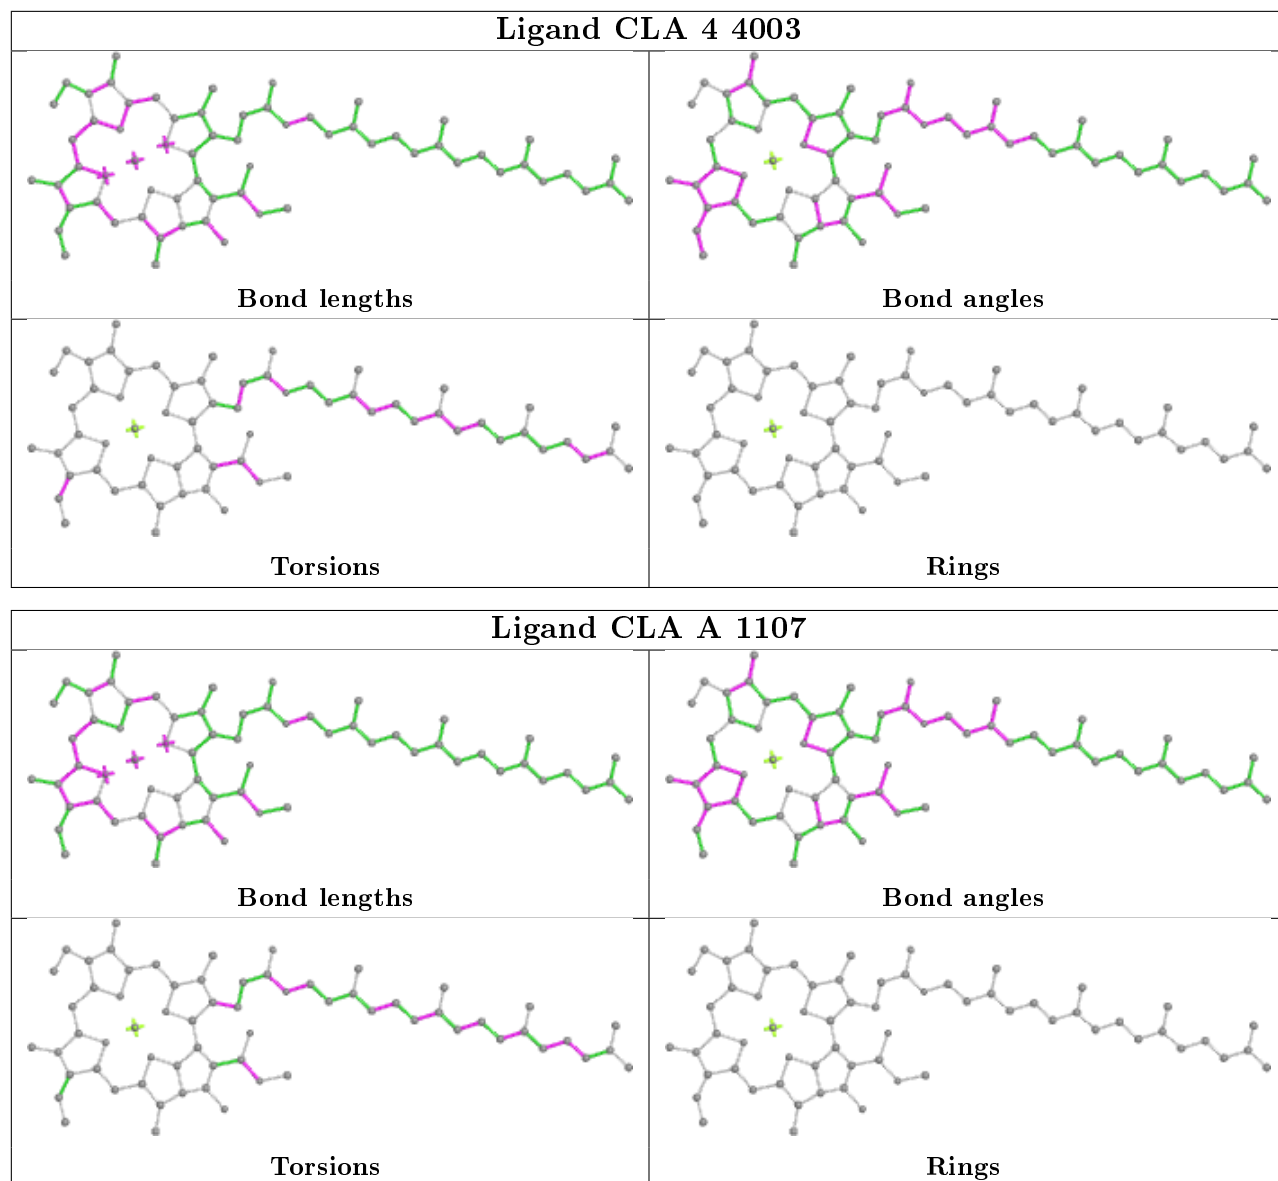 Ligand CLA 4 4003
Bond lengths
Bond angles
Torsions
Rings
Ligand CLA A 1107
Bond lengths
Bond angles
Torsions
Rings